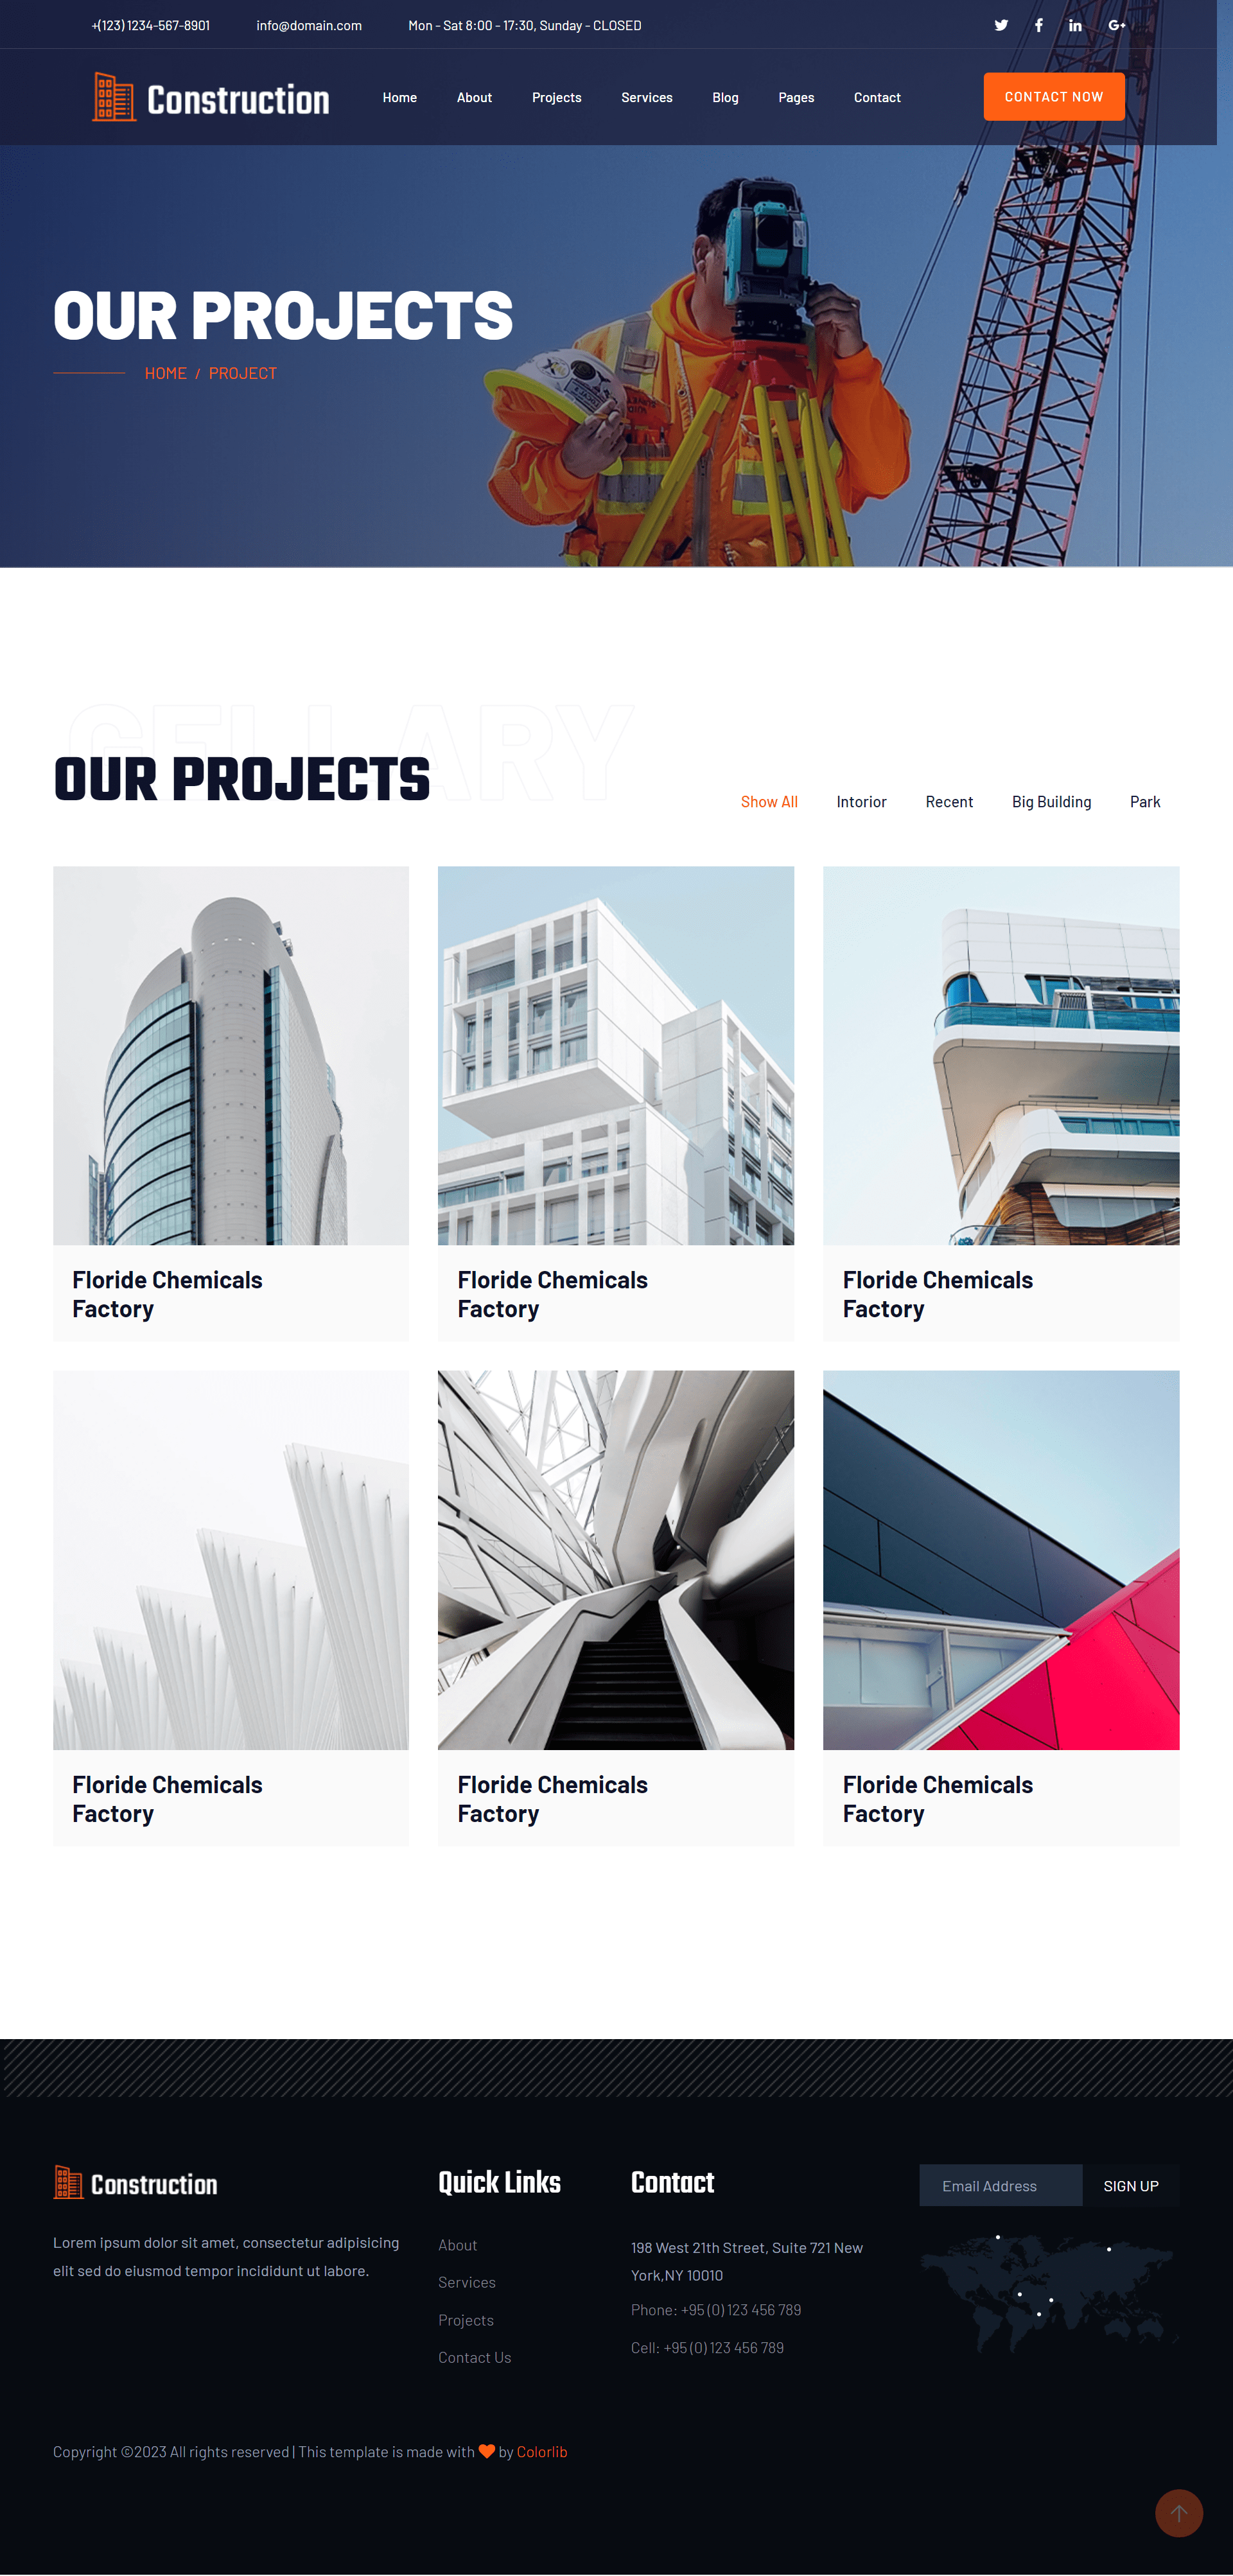 +(123) 1234-567-8901 info@domain.com Mon - Sat 8:00 - 17:30, Sunday - CLOSED
Construction Home About Projects Services Blog Pages Contact CONTACT NOW
OUR PROJECTS
HOME / PROJECT
GELLARY
OUR PROJECTS
Show All Intorior Recent Big Building Park
Floride Chemicals
Factory
Floride Chemicals
Factory
Floride Chemicals
Factory
Floride Chemicals
Factory
Floride Chemicals
Factory
Floride Chemicals
Factory
Construction
Lorem ipsum dolor sit amet, consectetur adipisicing
elit sed do eiusmod tempor incididunt ut labore.
Quick Links
About
Services
Projects
Contact Us
Contact
198 West 21th Street, Suite 721 New
York,NY 10010
Phone: +95 (0) 123 456 789
Cell: +95 (0) 123 456 789
Email Address SIGN UP
Copyright ©2023 All rights reserved | This template is made with by Colorlib